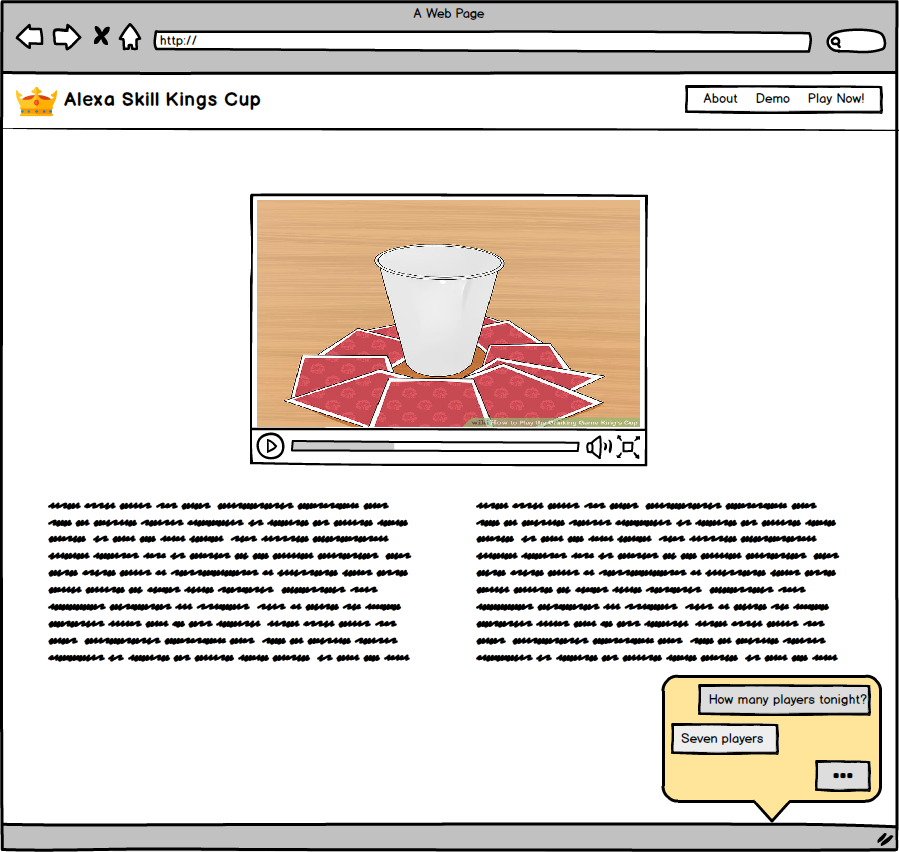 A Web Page
http://
Alexa Skill Kings Cup
About Demo Play Now!
How to Play the Drinking Game King's Cup
How many players tonight?
Seven players